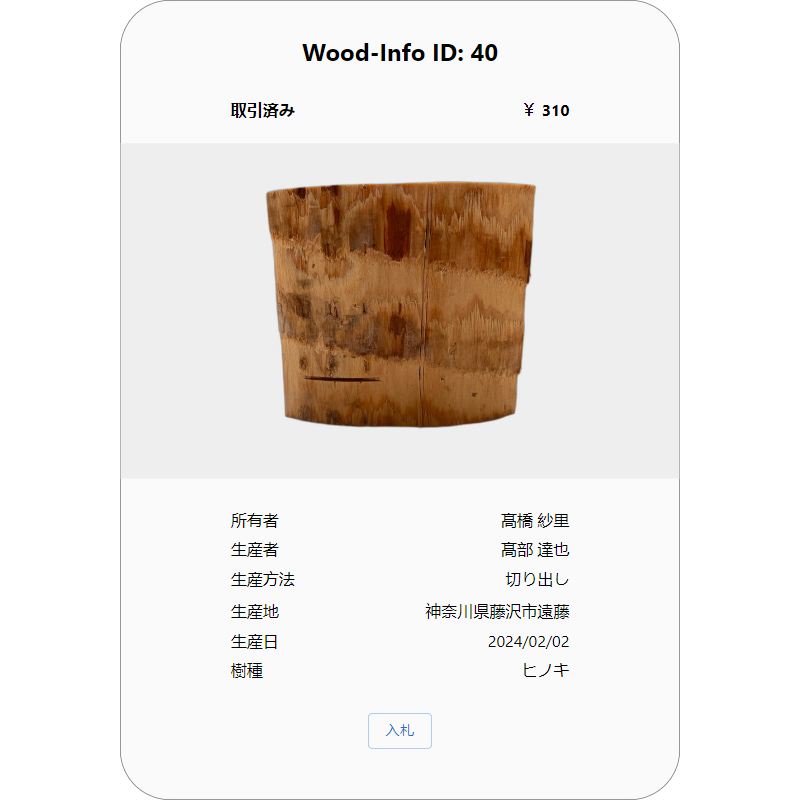 Wood-Info ID: 40
取引済み ¥ 310
所有者 髙橋 紗里
生産者 高部 達也
生産方法 切り出し
生産地 神奈川県藤沢市遠藤
生産日 2024/02/02
樹種 ヒノキ
入札